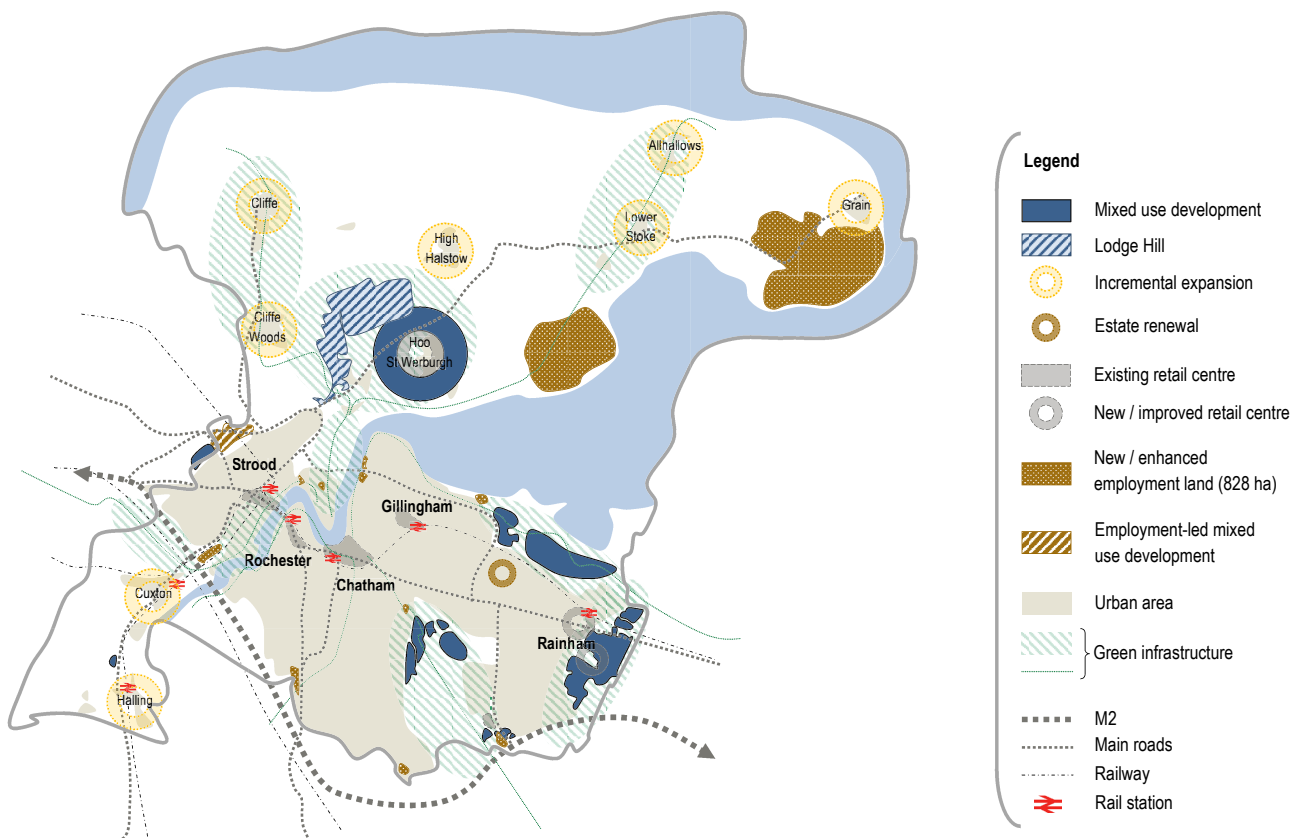 Allhallows
Cliffe
Grain
Lower
Stoke
High
Halstow
Cliffe
Woods
Hoo
St Werburgh
Strood
Gillingham
Rochester
Chatham
Cuxton
Rainham
Halling
Legend
Mixed use development
Lodge Hill
Incremental expansion
Estate renewal
Existing retail centre
New / improved retail centre
New / enhanced
employment land (828 ha)
Employment-led mixed
use development
Urban area
Green infrastructure
M2
Main roads
Railway
Rail station